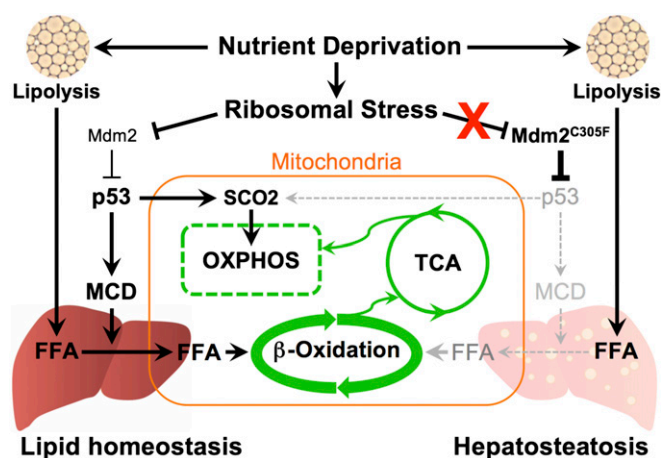 Nutrient Deprivation
Lipolysis
Lipolysis
Ribosomal Stress
X
Mdm2
Mdm2C305F
Mitochondria
p53
SCO2
p53
OXPHOS
TCA
MCD
MCD
FFA
FFA
β-Oxidation
FFA
FFA
Lipid homeostasis
Hepatosteatosis